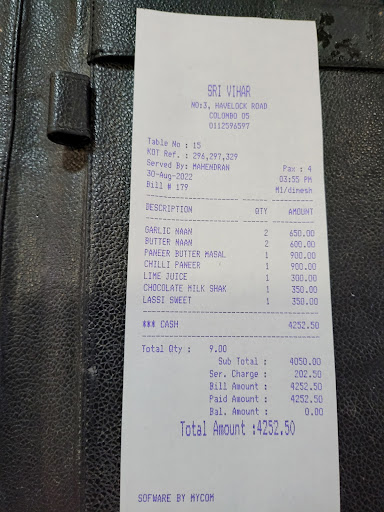 SRI VIHAR
NO:3, HAVELOCK ROAD
COLOMBO 05
0112596597
Table No : 15
KOT Ref. : 296,297,329
Served By: MAHENDRAN Pax : 4
30-Aug-2022 03:55 PM
Bill # 179 M1/dinesh
DESCRIPTION QTY AMOUNT
GARLIC NAAN 2 650.00
BUTTER NAAN 2 600.00
PANEER BUTTER MASAL 1 900.00
CHILLI PANEER 1 900.00
LIME JUICE 1 300.00
CHOCOLATE MILK SHAK 1 350.00
LASSI SWEET 1 350.00
*** CASH 4252.50
Total Qty : 9.00
Sub Total : 4050.00
Ser. Charge : 202.50
Bill Amount : 4252.50
Paid Amount : 4252.50
Bal. Amount : 0.00
Total Amount :4252.50
SOFWARE BY MYCOM